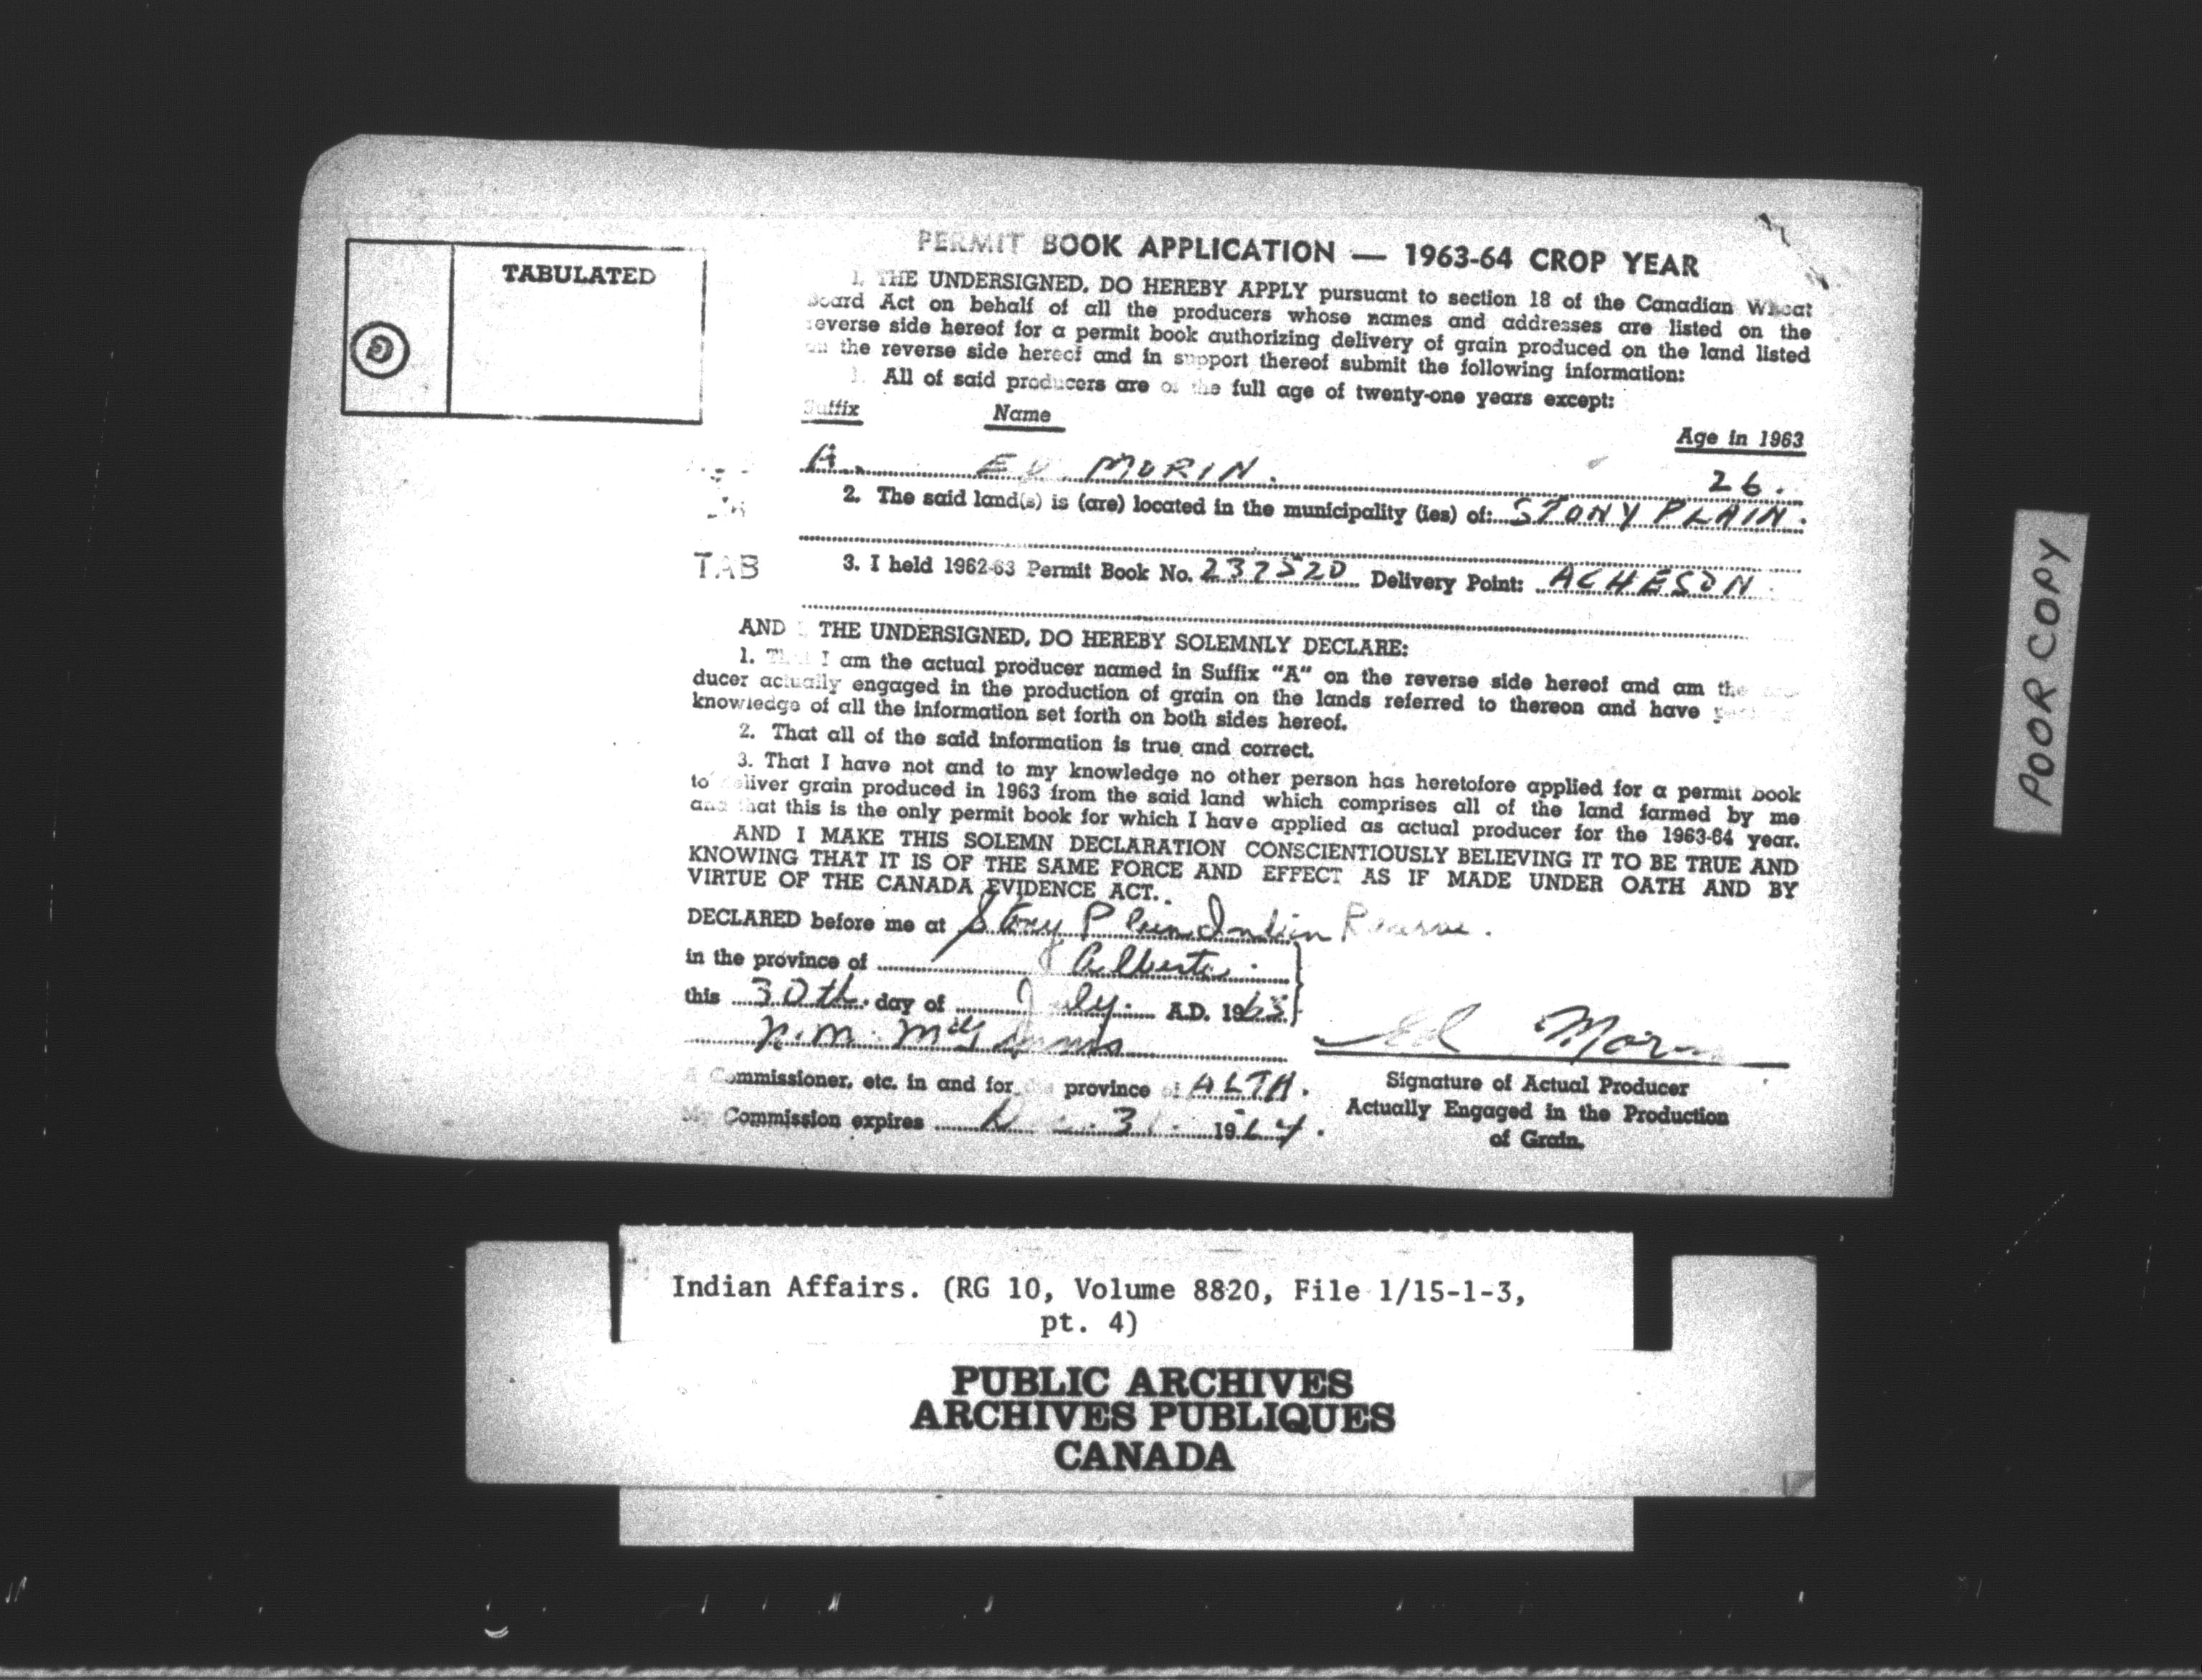 PERMIT BOOK APPLICATION — 1963-64 CROP YEAR
TABULATED
I, THE UNDERSIGNED, DO HEREBY APPLY pursuant to section 18 of the Canadian Wheat
Board Act on behalf of all the producers whose names and addresses are listed on the
reverse side hereof for a permit book authorizing delivery of grain produced on the land listed
on the reverse side hereof and in support thereof submit the following information:
1. All of said producers are of the full age of twenty-one years except:
Suffix Name Age in 1963
A. ED MORIN. 26.
2. The said land(s) is (are) located in the municipality (ies) of: STONY PLAIN.
TAB
3. I held 1962-63 Permit Book No. 237520 Delivery Point: ACHESON
AND I, THE UNDERSIGNED, DO HEREBY SOLEMNLY DECLARE:
1. That I am the actual producer named in Suffix "A" on the reverse side hereof and am the
ducer actually engaged in the production of grain on the lands referred to thereon and have
knowledge of all the information set forth on both sides hereof.
2. That all of the said information is true and correct.
3. That I have not and to my knowledge no other person has heretofore applied for a permit book
to deliver grain produced in 1963 from the said land which comprises all of the land farmed by me
and that this is the only permit book for which I have applied as actual producer for the 1963-64 year.
AND I MAKE THIS SOLEMN DECLARATION CONSCIENTIOUSLY BELIEVING IT TO BE TRUE AND
KNOWING THAT IT IS OF THE SAME FORCE AND EFFECT AS IF MADE UNDER OATH AND BY
VIRTUE OF THE CANADA EVIDENCE ACT.
DECLARED before me at Stony Plain Indian Reserve.
in the province of Alberta.
this 30th. day of July. A.D. 1963
Ed Morin
A Commissioner, etc. in and for the province of ALTA.
My Commission expires Dec. 31. 1964.
Signature of Actual Producer
Actually Engaged in the Production
of Grain.
POOR COPY
Indian Affairs. (RG 10, Volume 8820, File 1/15-1-3,
pt. 4)
PUBLIC ARCHIVES
ARCHIVES PUBLIQUES
CANADA